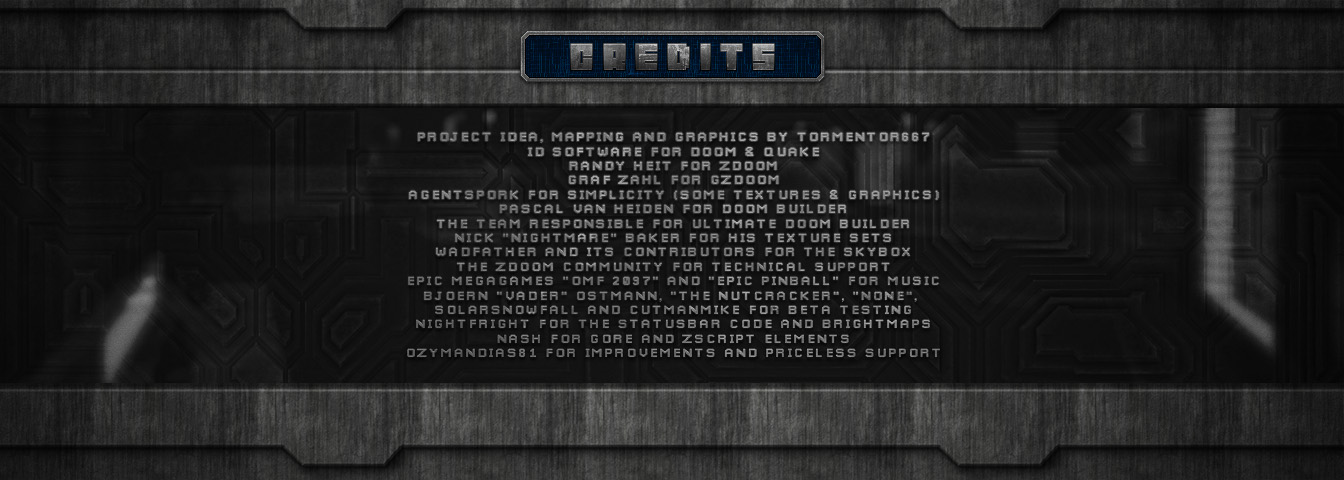 CREDITS
PROJECT IDEA, MAPPING AND GRAPHICS BY TORMENTOR667
ID SOFTWARE FOR DOOM & QUAKE
RANDY HEIT FOR ZDOOM
GRAF ZAHL FOR GZDOOM
AGENTSPORK FOR SIMPLICITY (SOME TEXTURES & GRAPHICS)
PASCAL VAN HEIDEN FOR DOOM BUILDER
THE TEAM RESPONSIBLE FOR ULTIMATE DOOM BUILDER
NICK "NIGHTMARE" BAKER FOR HIS TEXTURE SETS
WADFATHER AND ITS CONTRIBUTORS FOR THE SKYBOX
THE ZDOOM COMMUNITY FOR TECHNICAL SUPPORT
EPIC MEGAGAMES "OMF 2097" AND "EPIC PINBALL" FOR MUSIC
BJOERN "VADER" OSTMANN, "THE NUTCRACKER", "NONE",
SOLARSNOWFALL AND CUTMANMIKE FOR BETA TESTING
NIGHTFRIGHT FOR THE STATUSBAR CODE AND BRIGHTMAPS
NASH FOR GORE AND ZSCRIPT ELEMENTS
OZYMANDIAS81 FOR IMPROVEMENTS AND PRICELESS SUPPORT